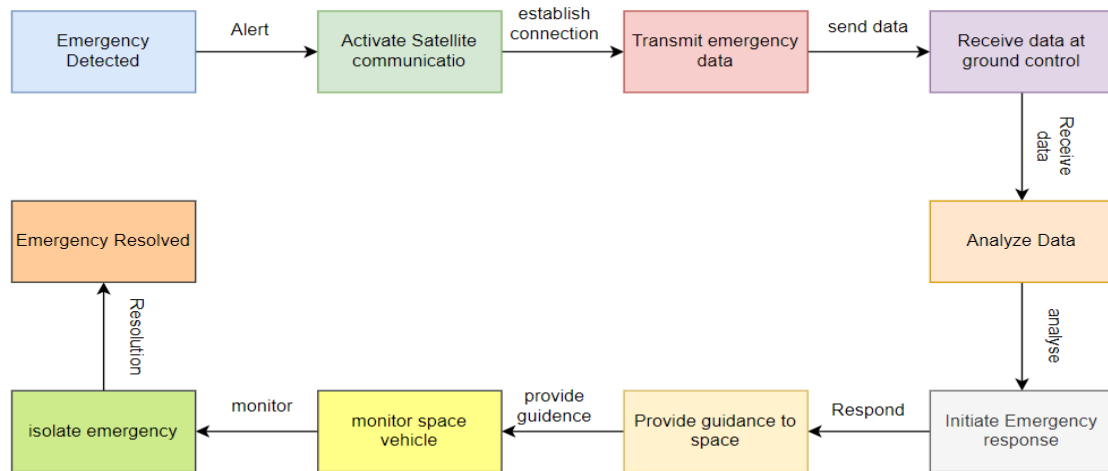 Emergency
Detected
Alert
Activate Satellite
communicatio
establish
connection
Transmit emergency
data
send data
Receive data at
ground control
Receive
data
Analyze Data
analyse
Initiate Emergency
response
Respond
Provide guidance to
space
provide
guidence
monitor space
vehicle
monitor
isolate emergency
Resolution
Emergency Resolved